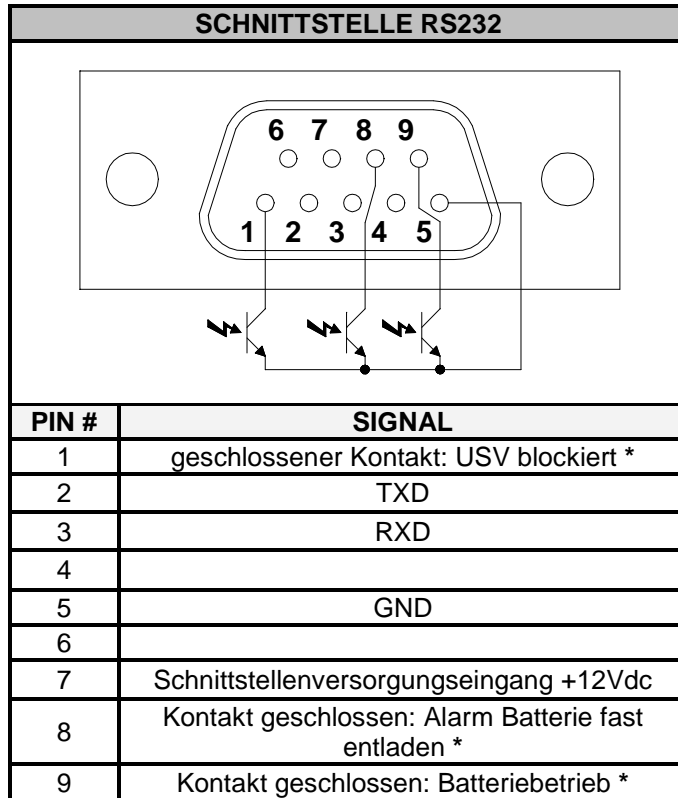 SCHNITTSTELLE RS232
6 7 8 9
1 2 3 4 5
PIN # SIGNAL
1 geschlossener Kontakt: USV blockiert *
2 TXD
3 RXD
4
5 GND
6
7 Schnittstellenversorgungseingang +12Vdc
8 Kontakt geschlossen: Alarm Batterie fast
entladen *
9 Kontakt geschlossen: Batteriebetrieb *